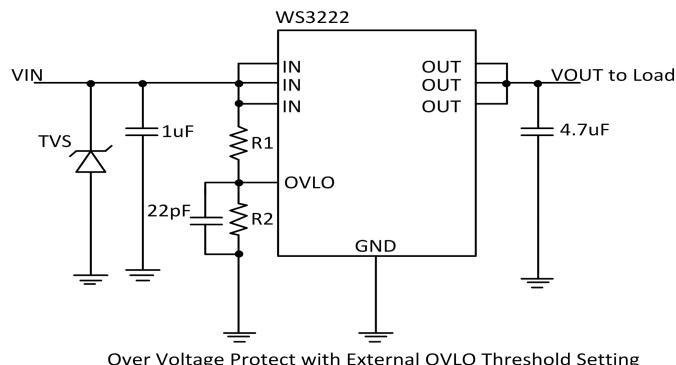 WS3222
VIN
IN
IN
IN
OUT
OUT
OUT
VOUT to Load
TVS
1uF
R1
4.7uF
OVLO
22pF
R2
GND
Over Voltage Protect with External OVLO Threshold Setting